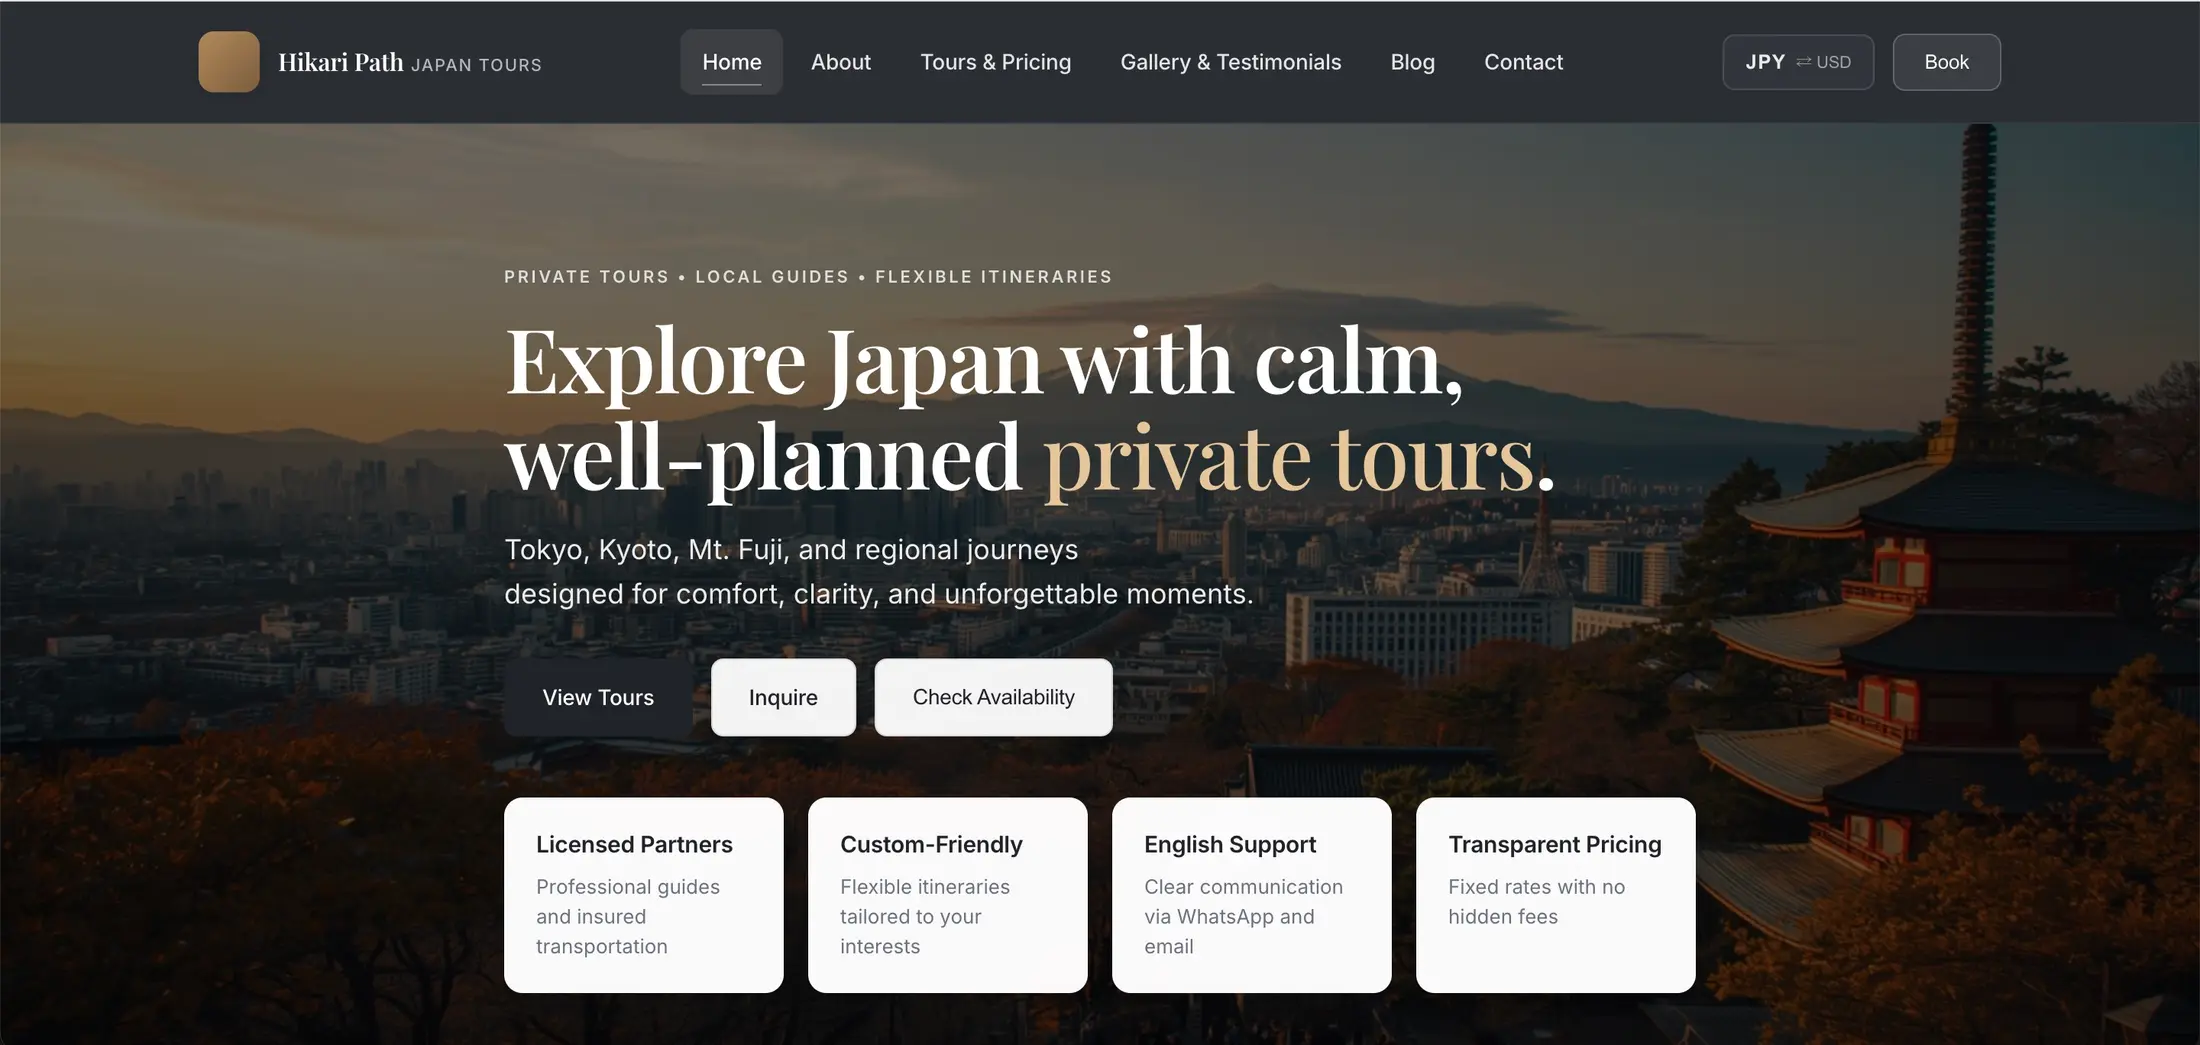 Hikari Path JAPAN TOURS
Home
About
Tours & Pricing
Gallery & Testimonials
Blog
Contact
JPY ⇄ USD
Book
PRIVATE TOURS • LOCAL GUIDES • FLEXIBLE ITINERARIES
Explore Japan with calm,
well-planned private tours.
Tokyo, Kyoto, Mt. Fuji, and regional journeys
designed for comfort, clarity, and unforgettable moments.
View Tours
Inquire
Check Availability
Licensed Partners
Professional guides
and insured
transportation
Custom-Friendly
Flexible itineraries
tailored to your
interests
English Support
Clear communication
via WhatsApp and
email
Transparent Pricing
Fixed rates with no
hidden fees